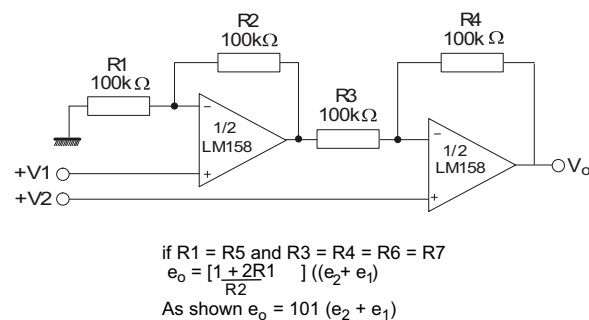 R2
100kΩ
R4
100kΩ
R1
100kΩ
R3
100kΩ
1/2
LM158
1/2
LM158
+V1
+V2
Vo
if R1 = R5 and R3 = R4 = R6 = R7
eo = [1 + 2R1 ] ((e2+ e1)
R2
As shown eo = 101 (e2 + e1)